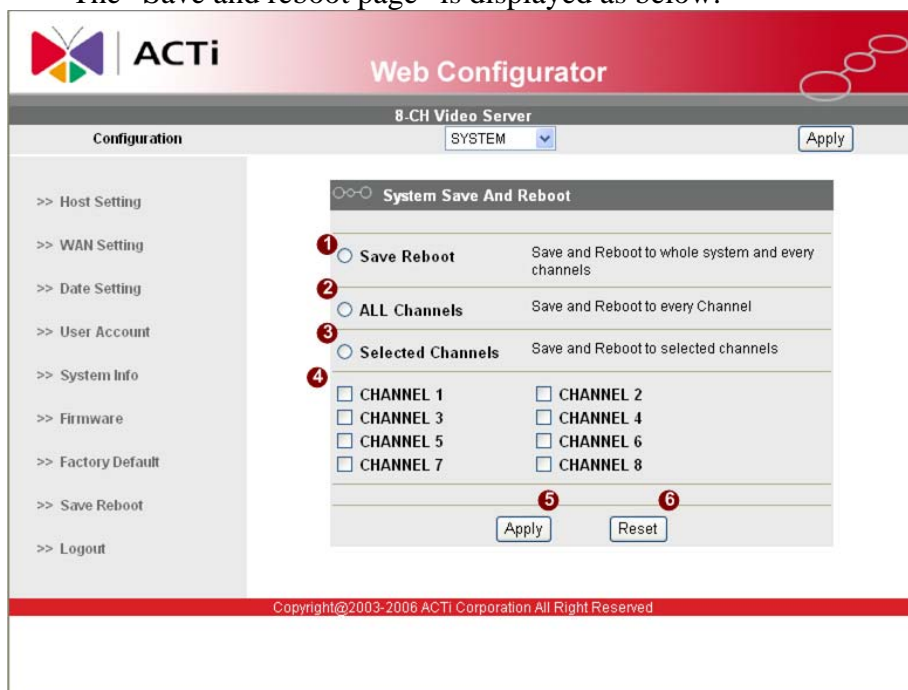 The "Save and reboot page" is displayed as below:
ACTi
Web Configurator
8-CH Video Server
Configuration
SYSTEM
Apply
>> Host Setting
>> WAN Setting
>> Date Setting
>> User Account
>> System Info
>> Firmware
>> Factory Default
>> Save Reboot
>> Logout
System Save And Reboot
1
Save Reboot
Save and Reboot to whole system and every
channels
2
ALL Channels
Save and Reboot to every Channel
3
Selected Channels
Save and Reboot to selected channels
4
CHANNEL 1
CHANNEL 2
CHANNEL 3
CHANNEL 4
CHANNEL 5
CHANNEL 6
CHANNEL 7
CHANNEL 8
5
6
Apply
Reset
Copyright@2003-2006 ACTi Corporation All Right Reserved